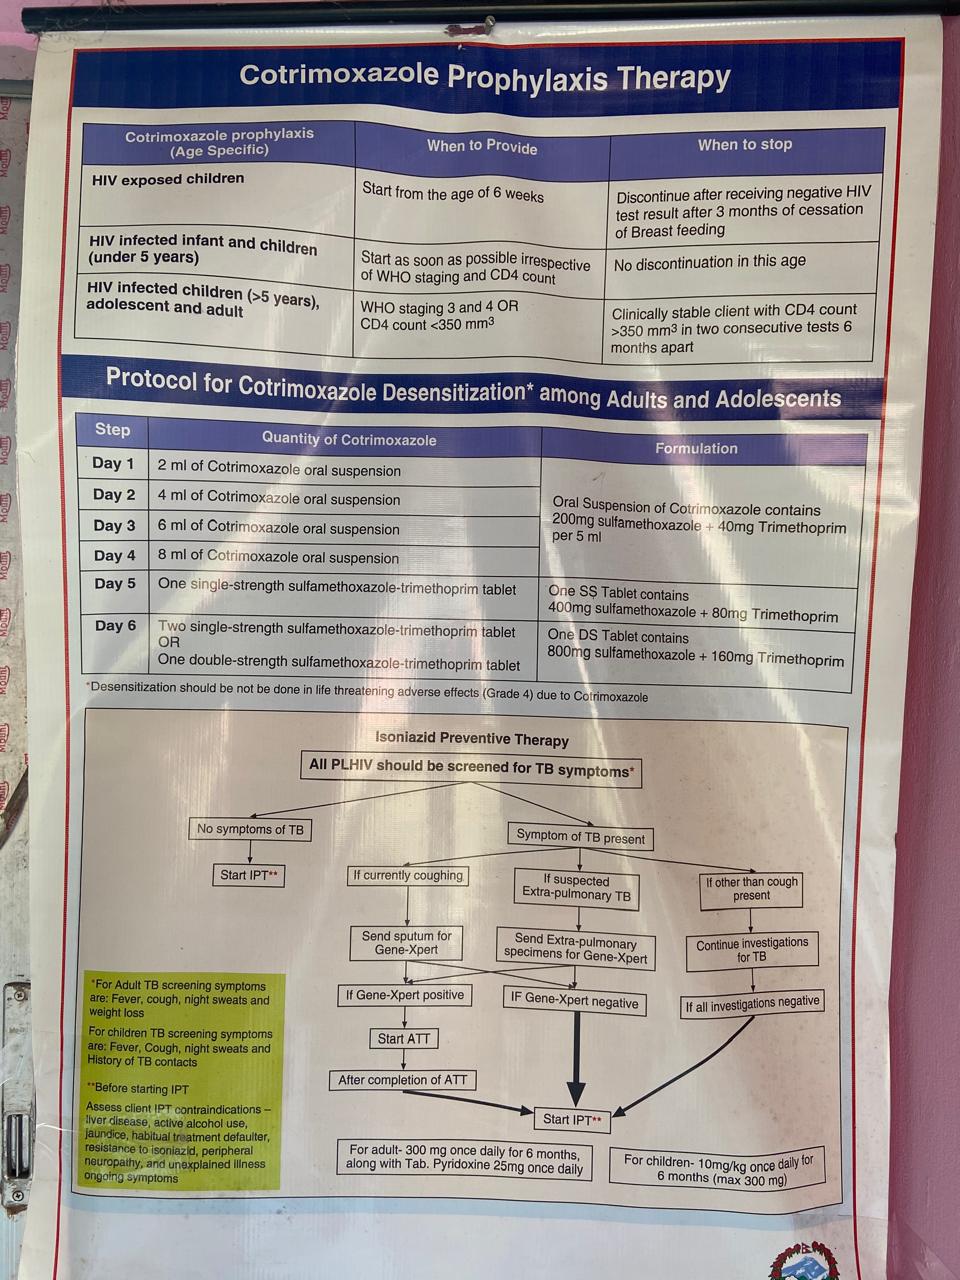 Cotrimoxazole Prophylaxis Therapy
Cotrimoxazole prophylaxis
(Age Specific)
When to Provide
When to stop
HIV exposed children
Start from the age of 6 weeks
Discontinue after receiving negative HIV
test result after 3 months of cessation
of Breast feeding
HIV infected infant and children
(under 5 years)
Start as soon as possible irrespective
of WHO staging and CD4 count
No discontinuation in this age
HIV infected children (>5 years),
adolescent and adult
WHO staging 3 and 4 OR
CD4 count <350 mm³
Clinically stable client with CD4 count
>350 mm³ in two consecutive tests 6
months apart
Protocol for Cotrimoxazole Desensitization* among Adults and Adolescents
Step
Quantity of Cotrimoxazole
Formulation
Day 1
2 ml of Cotrimoxazole oral suspension
Day 2
4 ml of Cotrimoxazole oral suspension
Day 3
6 ml of Cotrimoxazole oral suspension
Day 4
8 ml of Cotrimoxazole oral suspension
Oral Suspension of Cotrimoxazole contains
200mg sulfamethoxazole + 40mg Trimethoprim
per 5 ml
Day 5
One single-strength sulfamethoxazole-trimethoprim tablet
One SS Tablet contains
400mg sulfamethoxazole + 80mg Trimethoprim
Day 6
Two single-strength sulfamethoxazole-trimethoprim tablet
OR
One double-strength sulfamethoxazole-trimethoprim tablet
One DS Tablet contains
800mg sulfamethoxazole + 160mg Trimethoprim
*Desensitization should be not be done in life threatening adverse effects (Grade 4) due to Cotrimoxazole
Isoniazid Preventive Therapy
All PLHIV should be screened for TB symptoms*
No symptoms of TB
Symptom of TB present
Start IPT**
If currently coughing
If suspected
Extra-pulmonary TB
If other than cough
present
Send sputum for
Gene-Xpert
Send Extra-pulmonary
specimens for Gene-Xpert
Continue investigations
for TB
If Gene-Xpert positive
IF Gene-Xpert negative
If all investigations negative
Start ATT
After completion of ATT
Start IPT**
For adult- 300 mg once daily for 6 months,
along with Tab. Pyridoxine 25mg once daily
For children- 10mg/kg once daily for
6 months (max 300 mg)
*For Adult TB screening symptoms
are: Fever, cough, night sweats and
weight loss
For children TB screening symptoms
are: Fever, Cough, night sweats and
History of TB contacts
**Before starting IPT
Assess client IPT contraindications –
liver disease, active alcohol use,
jaundice, habitual treatment defaulter,
resistance to isoniazid, peripheral
neuropathy, and unexplained illness
ongoing symptoms